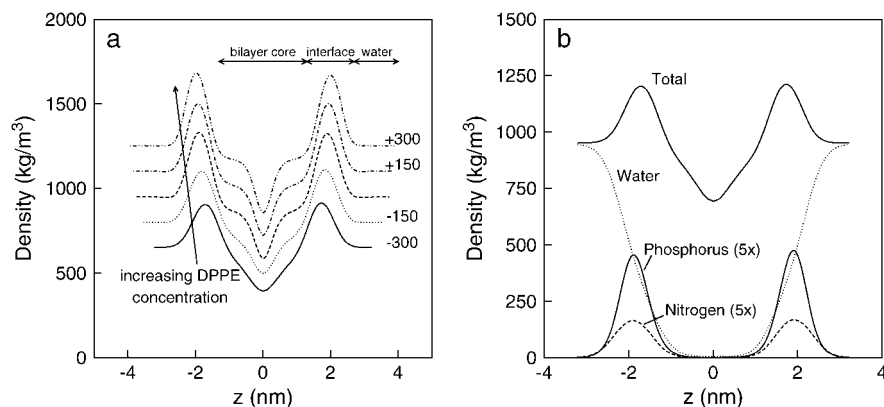 a
bilayer core
interface
water
2000
1500
1000
500
0
Density (kg/m³)
+300
+150
-150
-300
increasing DPPE
concentration
-4
-2
0
2
4
z (nm)
b
1500
1250
1000
750
500
250
0
Density (kg/m³)
Total
Water
Phosphorus (5x)
Nitrogen (5x)
-4
-2
0
2
4
z (nm)